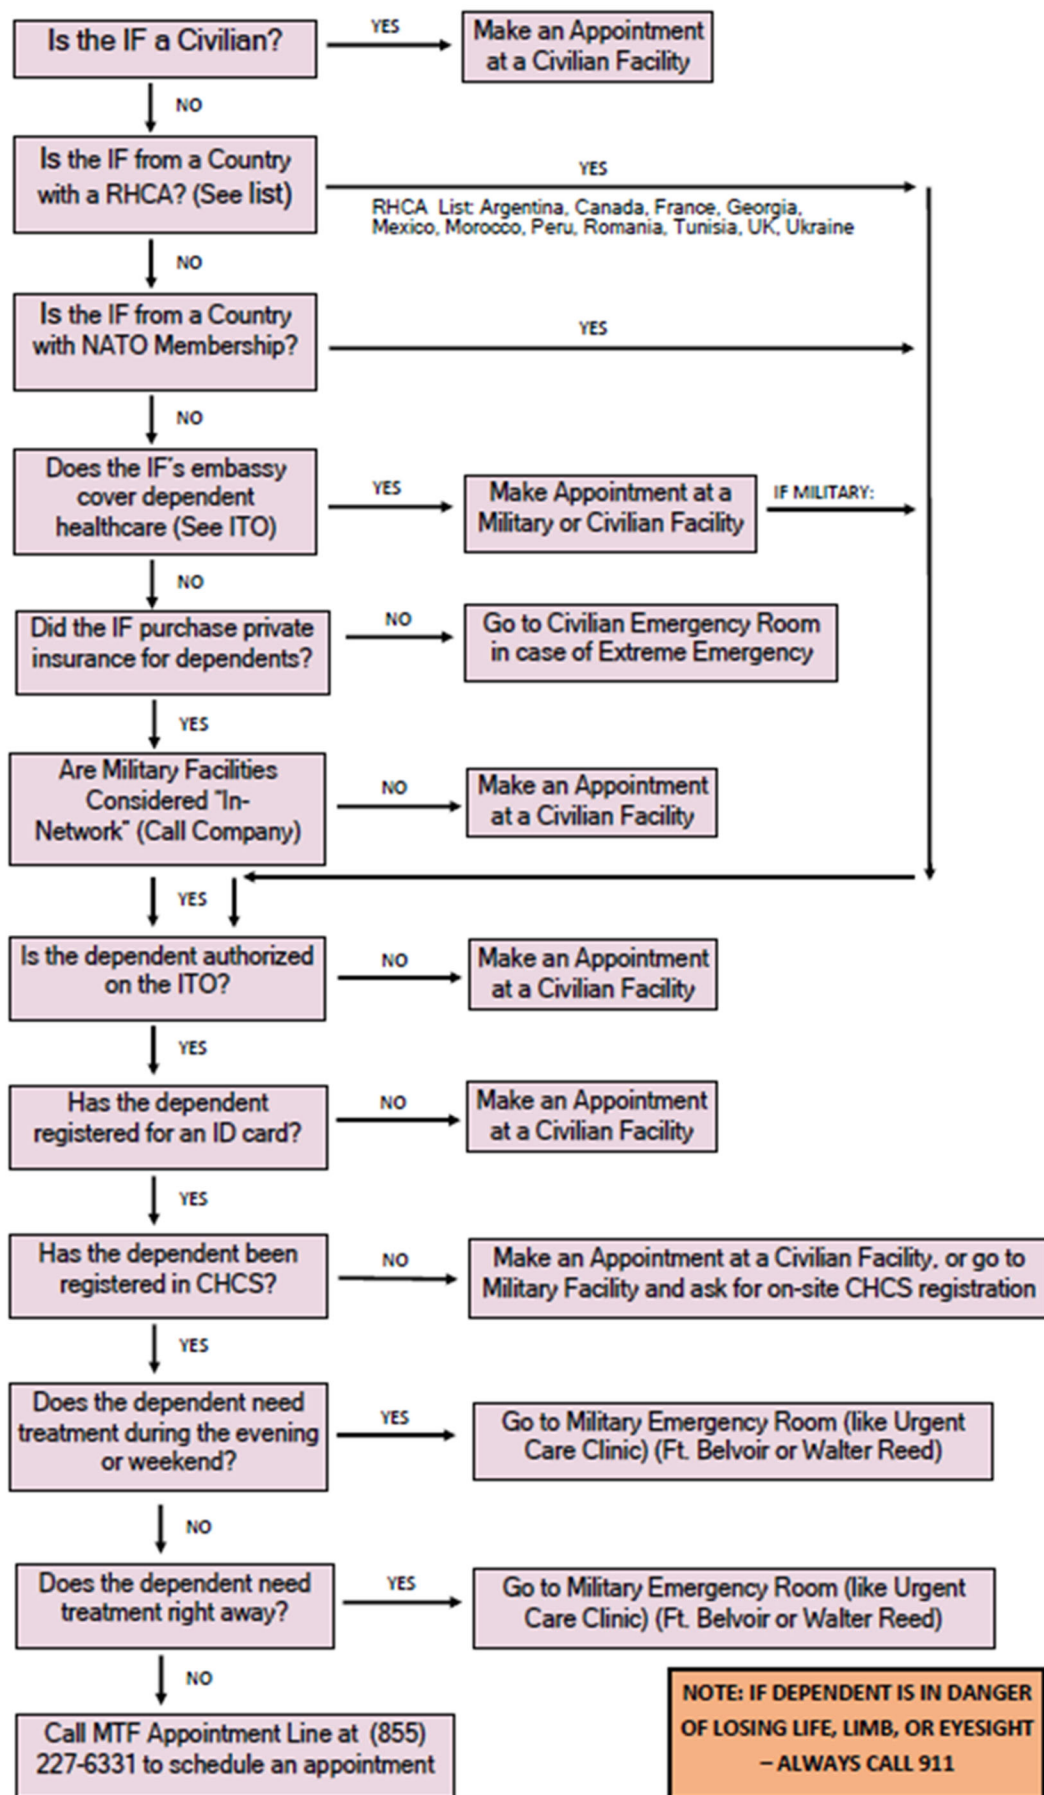 Is the IF a Civilian?
YES
Make an Appointment
at a Civilian Facility
NO
Is the IF from a Country
with a RHCA? (See list)
YES
RHCA List: Argentina, Canada, France, Georgia,
Mexico, Morocco, Peru, Romania, Tunisia, UK, Ukraine
NO
Is the IF from a Country
with NATO Membership?
YES
NO
Does the IF's embassy
cover dependent
healthcare (See ITO)
YES
Make Appointment at a
Military or Civilian Facility
IF MILITARY:
NO
Did the IF purchase private
insurance for dependents?
NO
Go to Civilian Emergency Room
in case of Extreme Emergency
YES
Are Military Facilities
Considered "In-
Network" (Call Company)
NO
Make an Appointment
at a Civilian Facility
YES
Is the dependent authorized
on the ITO?
NO
Make an Appointment
at a Civilian Facility
YES
Has the dependent
registered for an ID card?
NO
Make an Appointment
at a Civilian Facility
YES
Has the dependent been
registered in CHCS?
NO
Make an Appointment at a Civilian Facility, or go to
Military Facility and ask for on-site CHCS registration
YES
Does the dependent need
treatment during the evening
or weekend?
YES
Go to Military Emergency Room (like Urgent
Care Clinic) (Ft. Belvoir or Walter Reed)
NO
Does the dependent need
treatment right away?
YES
Go to Military Emergency Room (like Urgent
Care Clinic) (Ft. Belvoir or Walter Reed)
NO
Call MTF Appointment Line at (855)
227-6331 to schedule an appointment
NOTE: IF DEPENDENT IS IN DANGER
OF LOSING LIFE, LIMB, OR EYESIGHT
– ALWAYS CALL 911